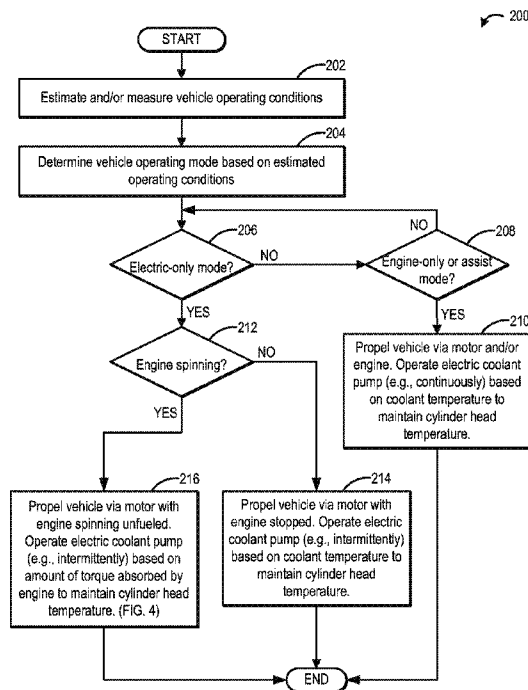 200
START
202
Estimate and/or measure vehicle operating conditions
204
Determine vehicle operating mode based on estimated
operating conditions
206
Electric-only mode?
NO
NO
208
Engine-only or assist
mode?
YES
YES
212
Engine spinning?
NO
YES
210
Propel vehicle via motor and/or
engine. Operate electric coolant
pump (e.g., continuously) based
on coolant temperature to
maintain cylinder head
temperature.
216
Propel vehicle via motor with
engine spinning unfueled.
Operate electric coolant pump
(e.g., intermittently) based on
amount of torque absorbed by
engine to maintain cylinder head
temperature. (FIG. 4)
214
Propel vehicle via motor with
engine stopped. Operate electric
coolant pump (e.g., intermittently)
based on coolant temperature to
maintain cylinder head
temperature.
END